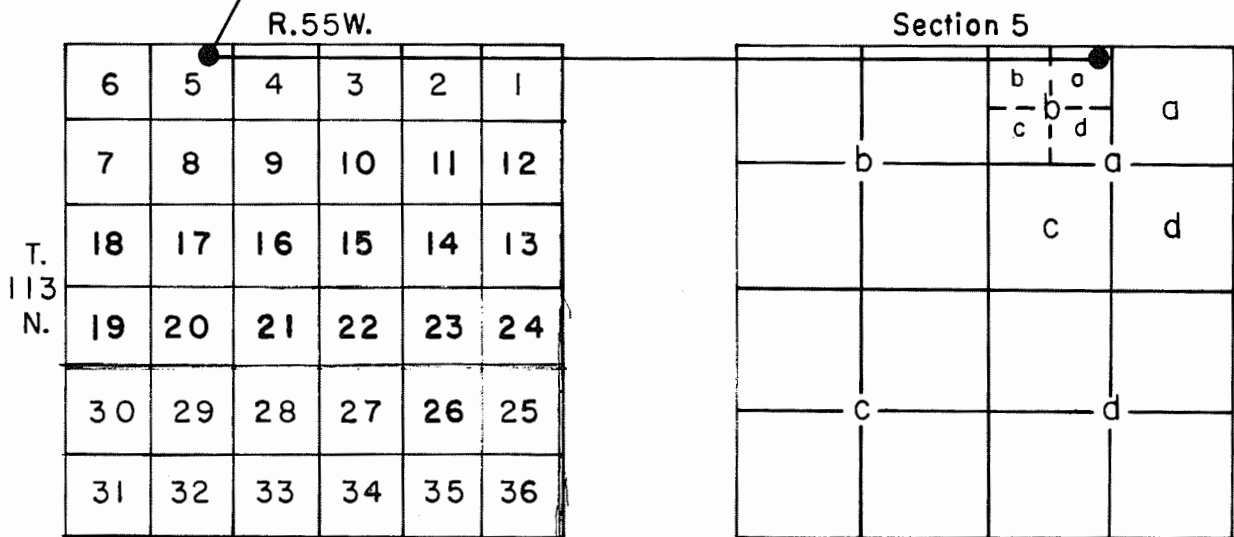 R.55W.
6 5 4 3 2 1
7 8 9 10 11 12
18 17 16 15 14 13
T.
113
N.
19 20 21 22 23 24
30 29 28 27 26 25
31 32 33 34 35 36
Section 5
b a
b a
c d
b a
c d
c d